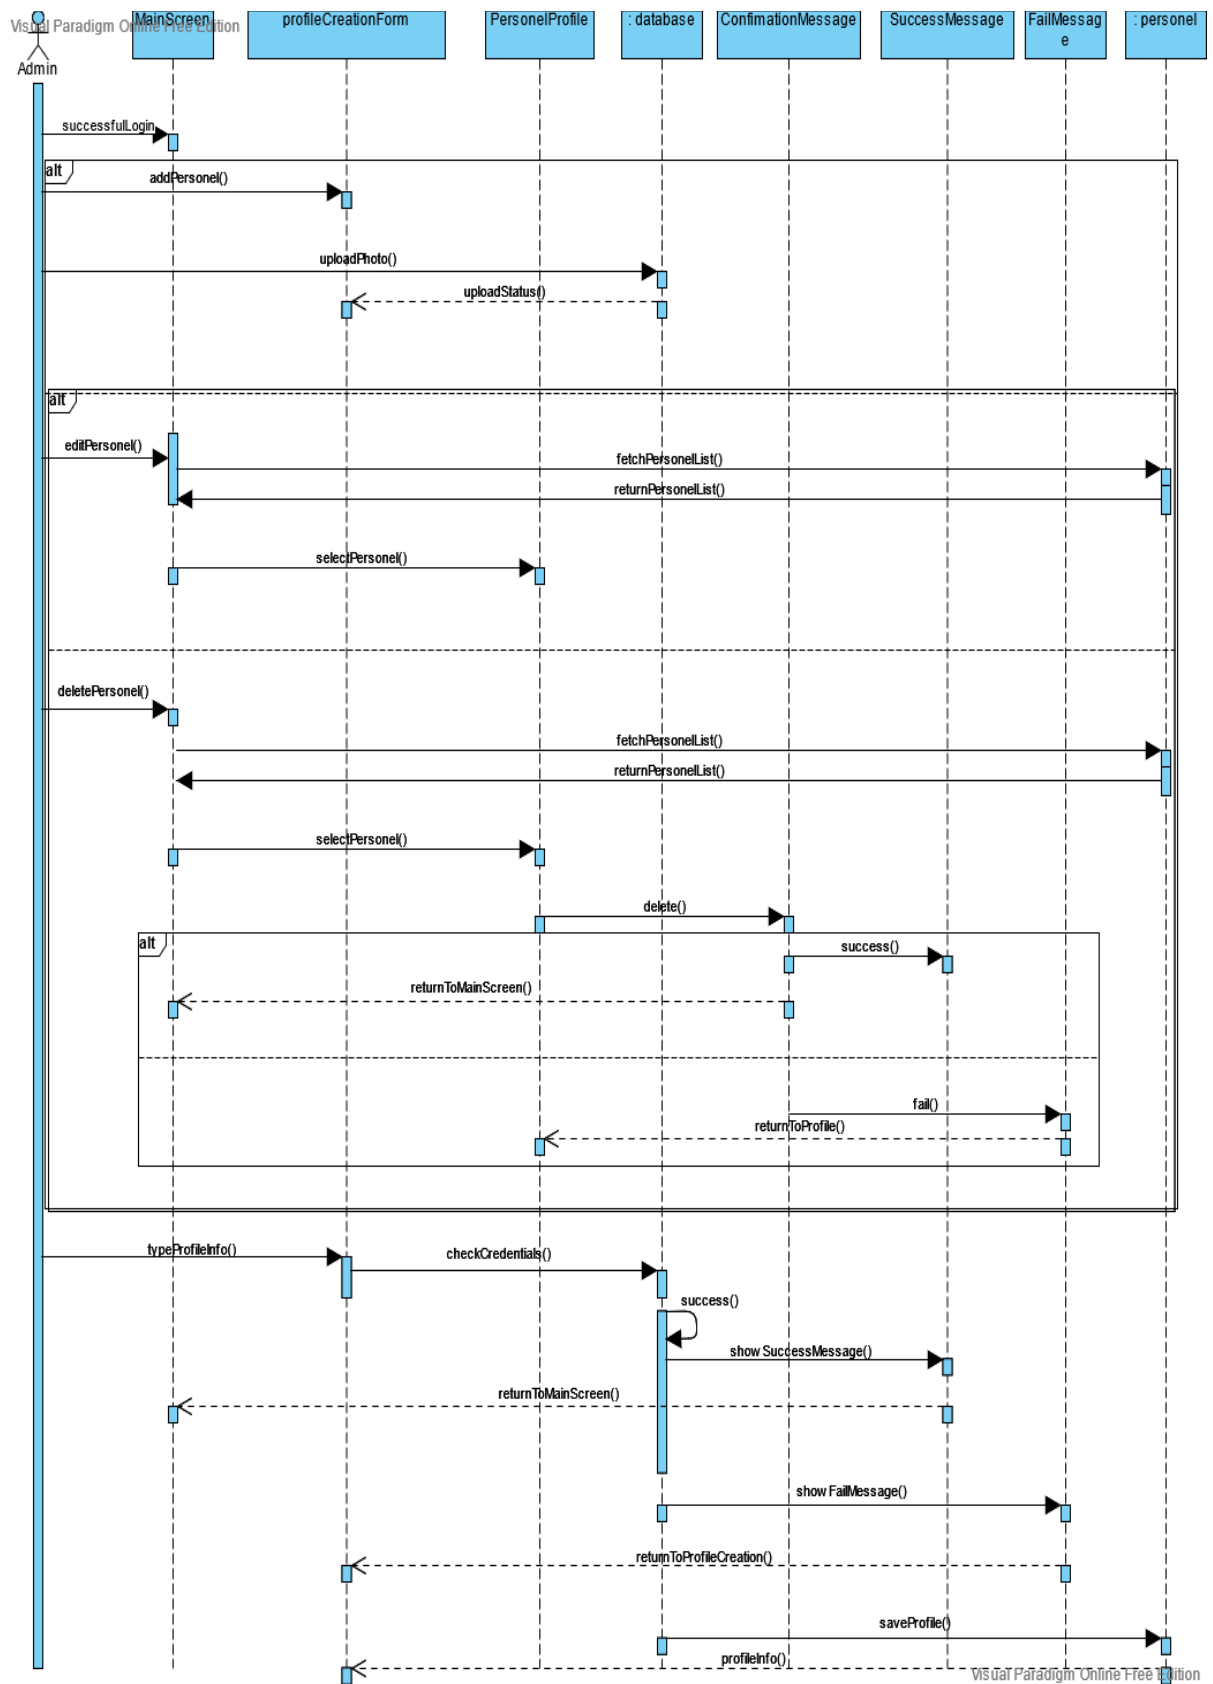 MainScreen
profileCreationForm
PersonelProfile
: database
ConfimationMessage
SuccessMessage
FailMessag
e
: personel
Visual Paradigm Online Free Edition
Admin
successfulLogin
alt
addPersonel()
uploadPhoto()
uploadStatus()
alt
editPersonel()
fetchPersonelList()
returnPersonelList()
selectPersonel()
deletePersonel()
fetchPersonelList()
returnPersonelList()
selectPersonel()
delete()
alt
success()
returnToMainScreen()
fail()
returnToProfile()
typeProfileInfo()
checkCredentials()
success()
show SuccessMessage()
returnToMainScreen()
show FailMessage()
returnToProfileCreation()
saveProfile()
profileInfo()
Visual Paradigm Online Free Edition